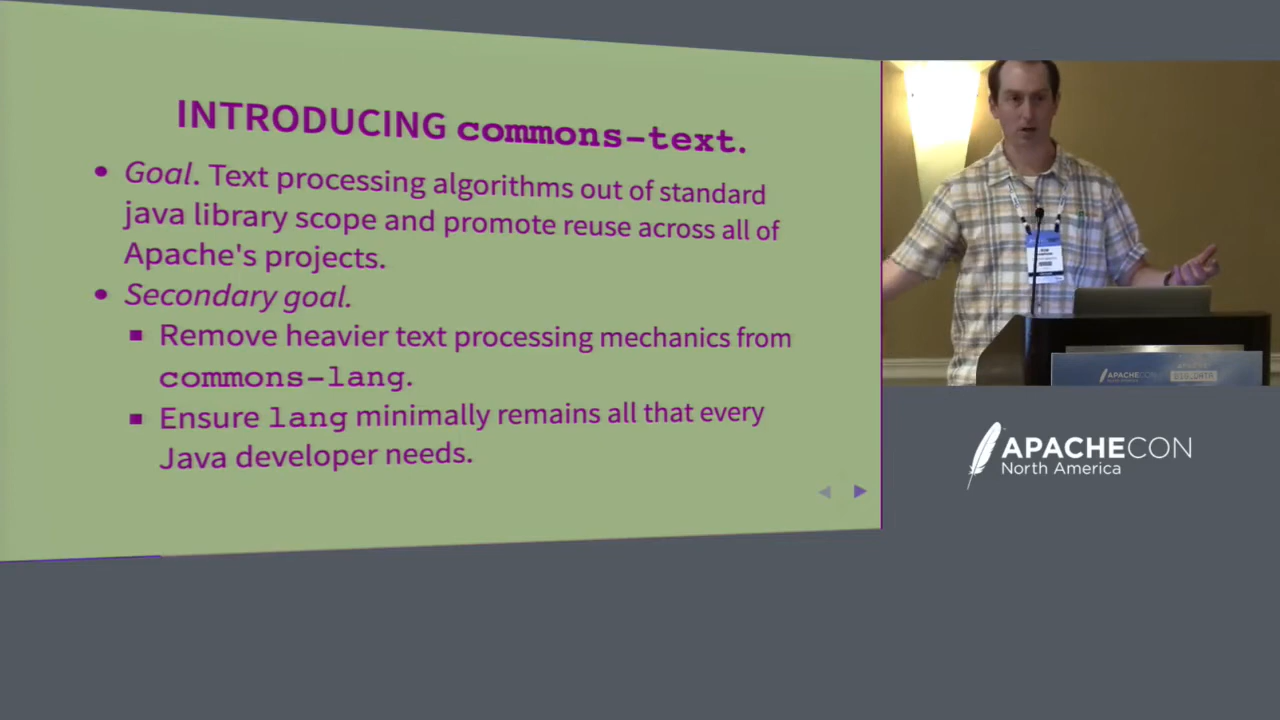 INTRODUCING commons-text.
• Goal. Text processing algorithms out of standard
java library scope and promote reuse across all of
Apache's projects.
• Secondary goal.
▪ Remove heavier text processing mechanics from
commons-lang.
▪ Ensure lang minimally remains all that every
Java developer needs.
APACHECON
BIG_DATA
APACHECON
North America